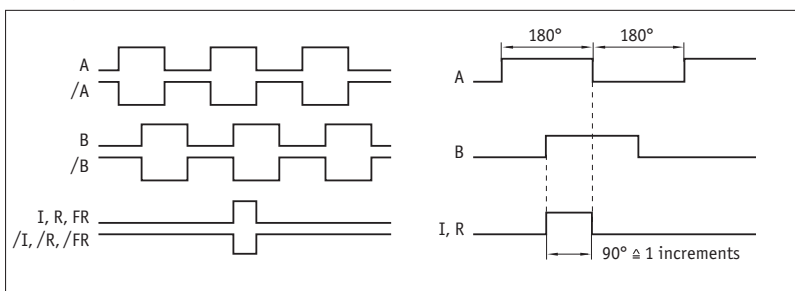 A
/A
B
/B
I, R, FR
/I, /R, /FR
180° 180°
A
B
I, R
90° ≙ 1 increments